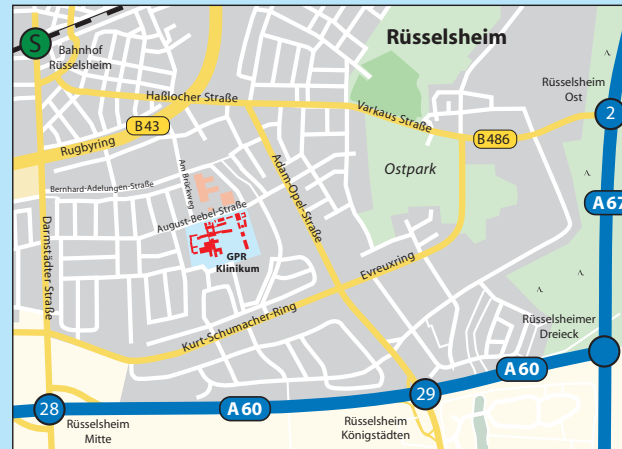 S
Bahnhof
Rüsselsheim
Rüsselsheim
Haßlocher Straße
Varkaus Straße
Rüsselsheim
Ost
2
B43
B486
Rugbyring
Ostpark
Am Brückweg
Adam-Opel-Straße
Bernhard-Adelungen-Straße
A67
August-Bebel-Straße
Darmstädter Straße
GPR
Klinikum
Evreuxring
Kurt-Schumacher-Ring
Rüsselsheimer
Dreieck
A60
28
A60
29
Rüsselsheim
Mitte
Rüsselsheim
Königstädten